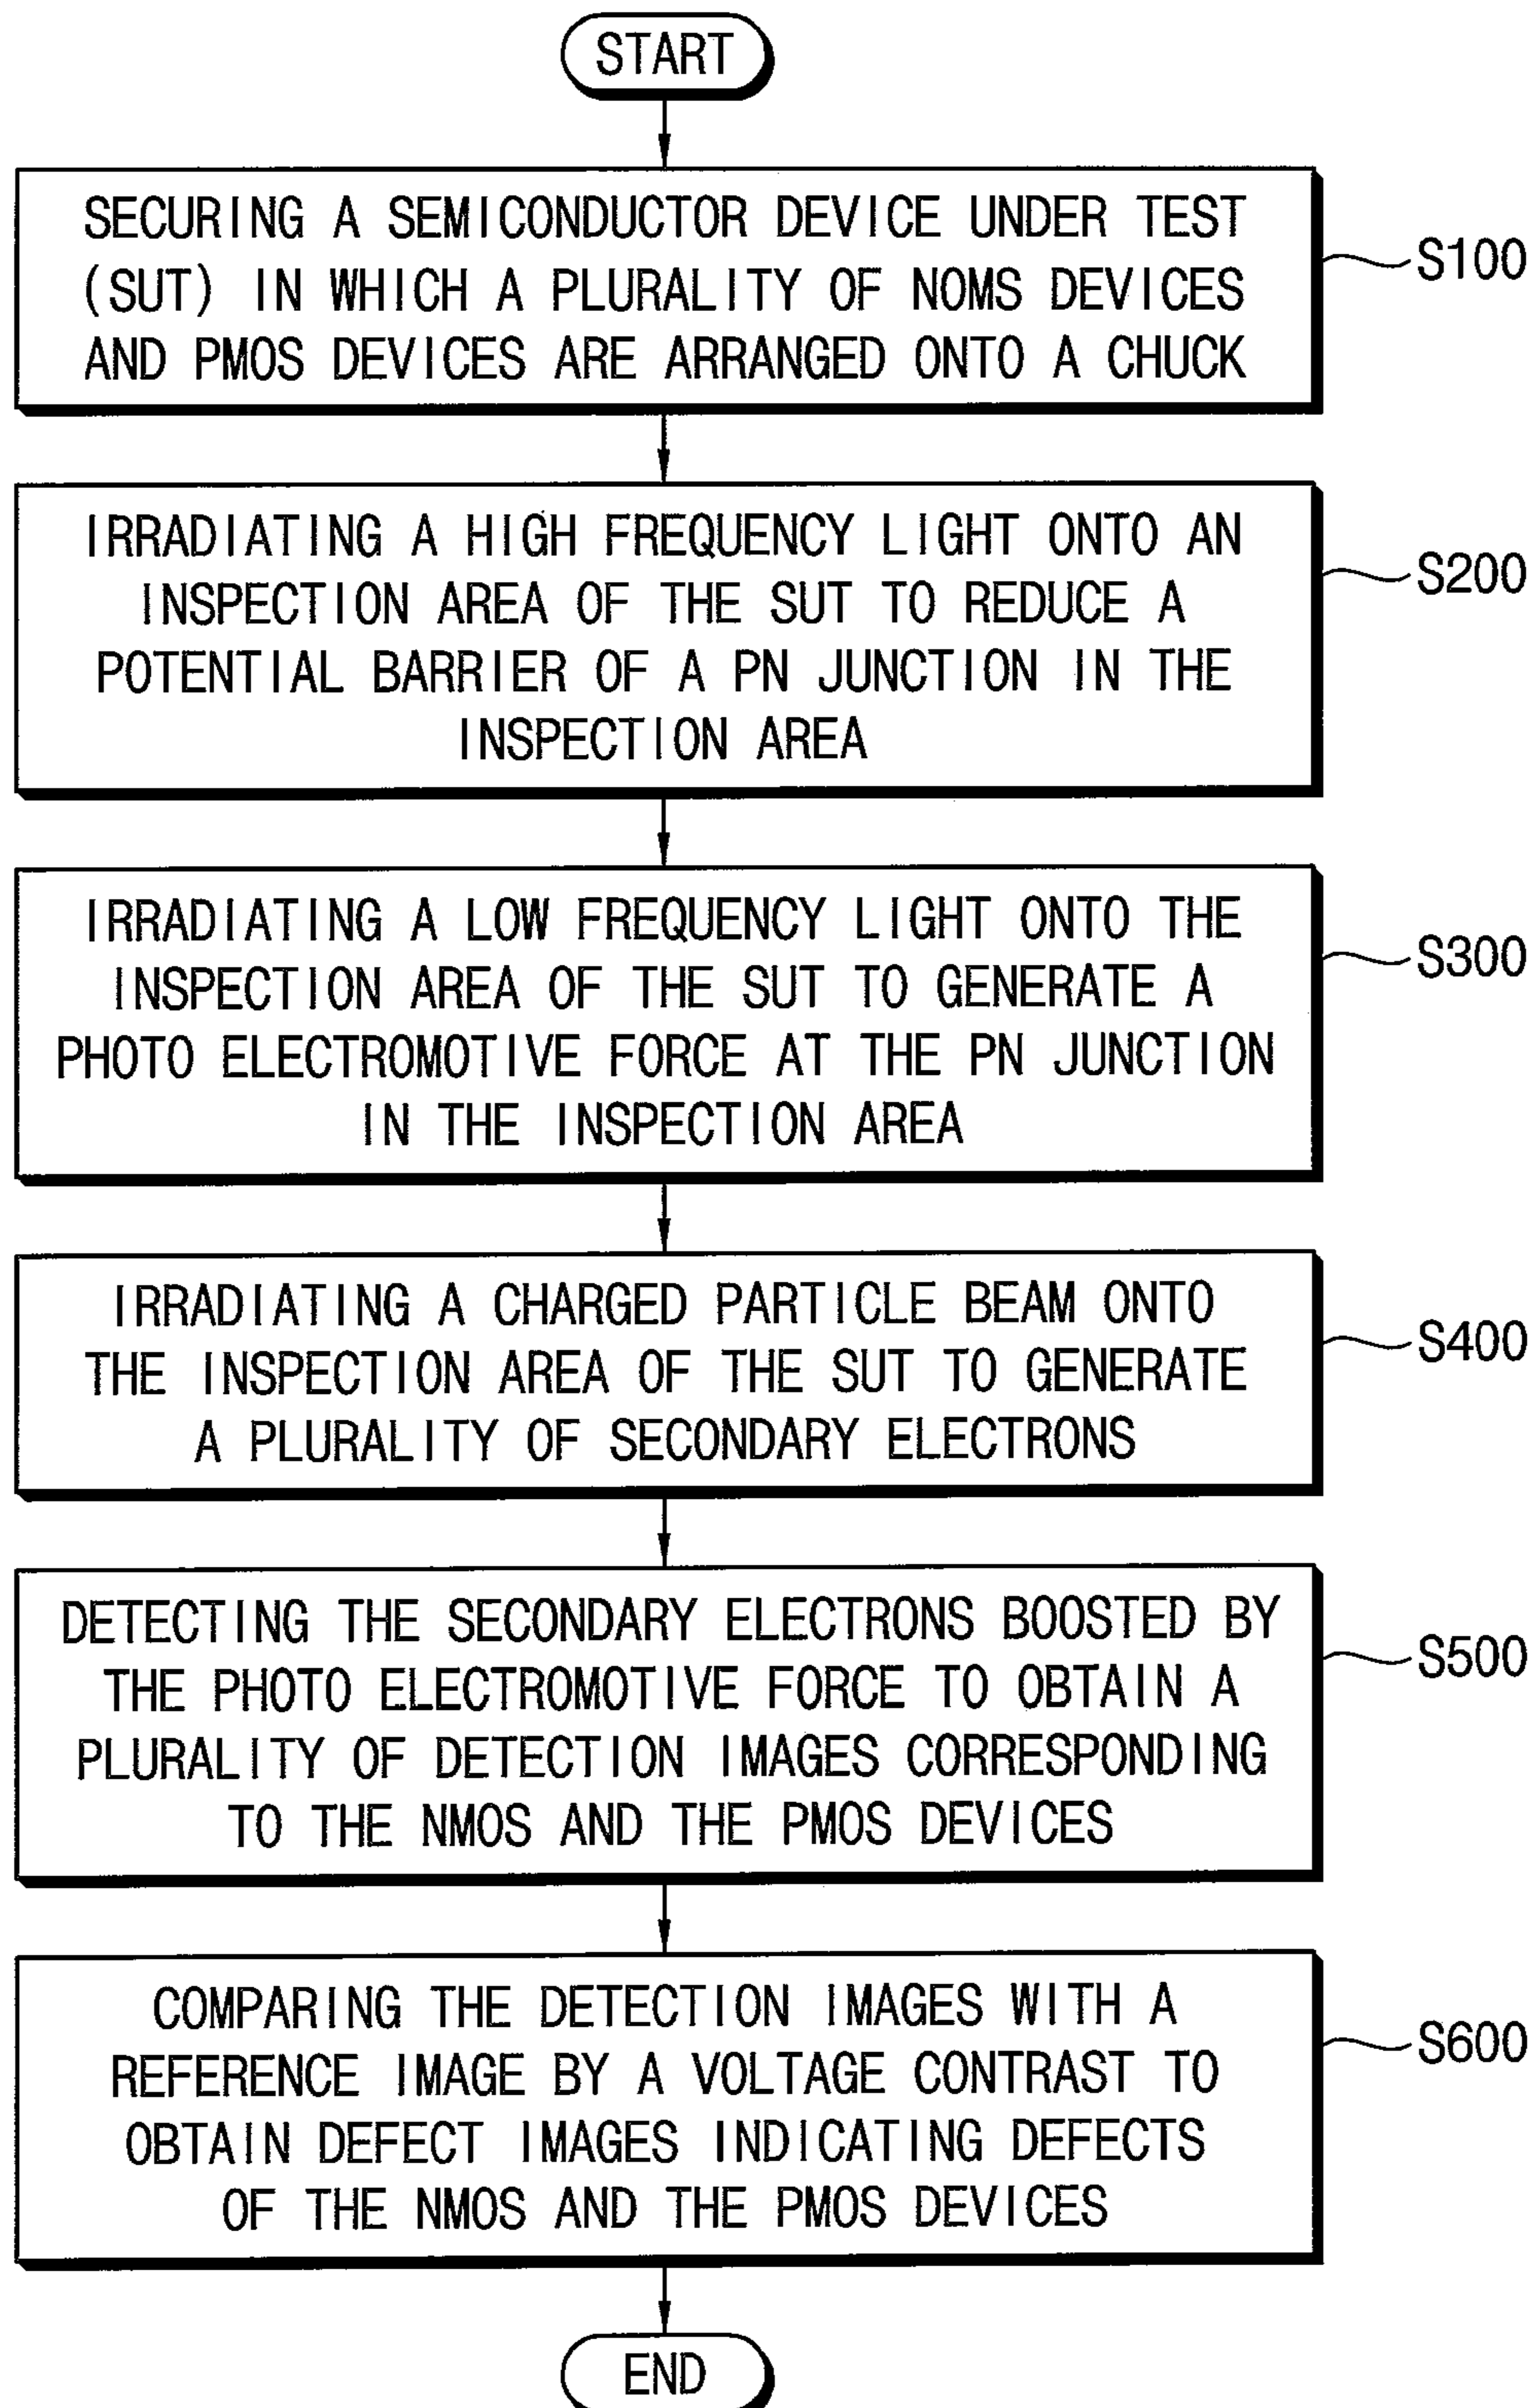 START
SECURING A SEMICONDUCTOR DEVICE UNDER TEST
(SUT) IN WHICH A PLURALITY OF NOMS DEVICES
AND PMOS DEVICES ARE ARRANGED ONTO A CHUCK
S100
IRRADIATING A HIGH FREQUENCY LIGHT ONTO AN
INSPECTION AREA OF THE SUT TO REDUCE A
POTENTIAL BARRIER OF A PN JUNCTION IN THE
INSPECTION AREA
S200
IRRADIATING A LOW FREQUENCY LIGHT ONTO THE
INSPECTION AREA OF THE SUT TO GENERATE A
PHOTO ELECTROMOTIVE FORCE AT THE PN JUNCTION
IN THE INSPECTION AREA
S300
IRRADIATING A CHARGED PARTICLE BEAM ONTO
THE INSPECTION AREA OF THE SUT TO GENERATE
A PLURALITY OF SECONDARY ELECTRONS
S400
DETECTING THE SECONDARY ELECTRONS BOOSTED BY
THE PHOTO ELECTROMOTIVE FORCE TO OBTAIN A
PLURALITY OF DETECTION IMAGES CORRESPONDING
TO THE NMOS AND THE PMOS DEVICES
S500
COMPARING THE DETECTION IMAGES WITH A
REFERENCE IMAGE BY A VOLTAGE CONTRAST TO
OBTAIN DEFECT IMAGES INDICATING DEFECTS
OF THE NMOS AND THE PMOS DEVICES
S600
END